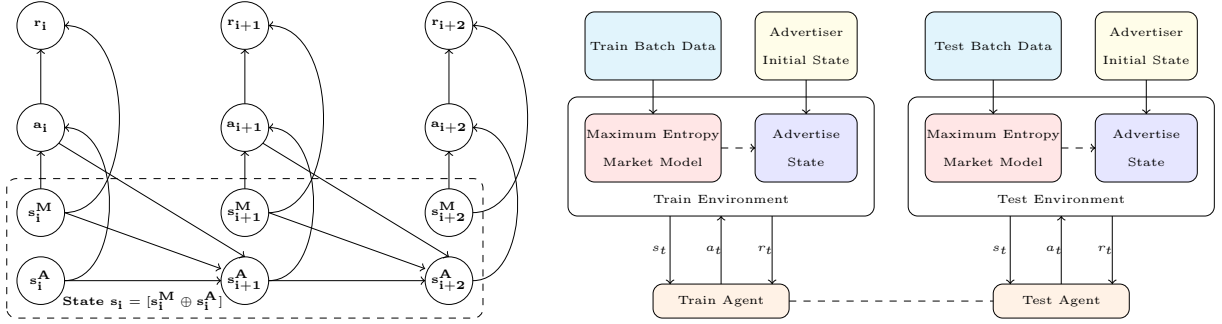 r_i r_{i+1} r_{i+2}
a_i a_{i+1} a_{i+2}
s_i^M s_{i+1}^M s_{i+2}^M
s_i^A s_{i+1}^A s_{i+2}^A
State s_i = [s_i^M ⊕ s_i^A]
Train Batch Data
Advertiser
Initial State
Maximum Entropy
Market Model
Advertise
State
Train Environment
s_t a_t r_t
Train Agent
Test Batch Data
Advertiser
Initial State
Maximum Entropy
Market Model
Advertise
State
Test Environment
s_t a_t r_t
Test Agent